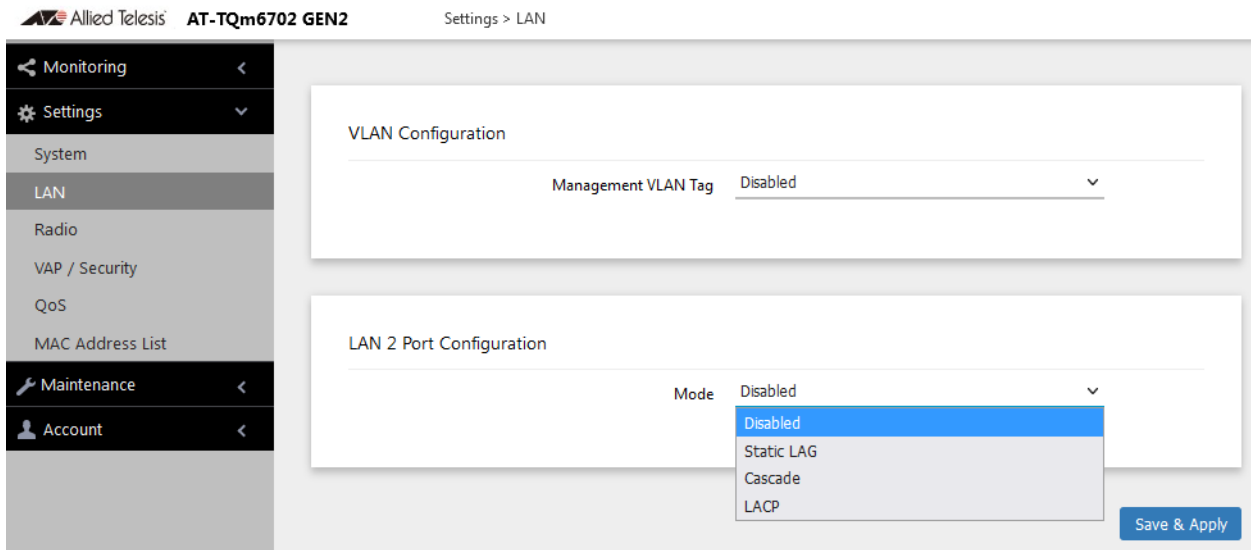 Allied Telesis AT-TQm6702 GEN2 Settings > LAN
Monitoring
Settings
System
LAN
Radio
VAP / Security
QoS
MAC Address List
Maintenance
Account
VLAN Configuration
Management VLAN Tag Disabled
LAN 2 Port Configuration
Mode Disabled
Disabled
Static LAG
Cascade
LACP
Save & Apply